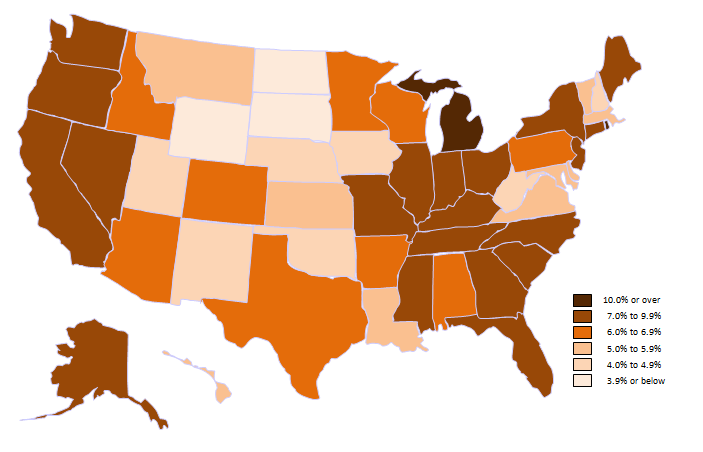 10.0% or over
7.0% to 9.9%
6.0% to 6.9%
5.0% to 5.9%
4.0% to 4.9%
3.9% or below